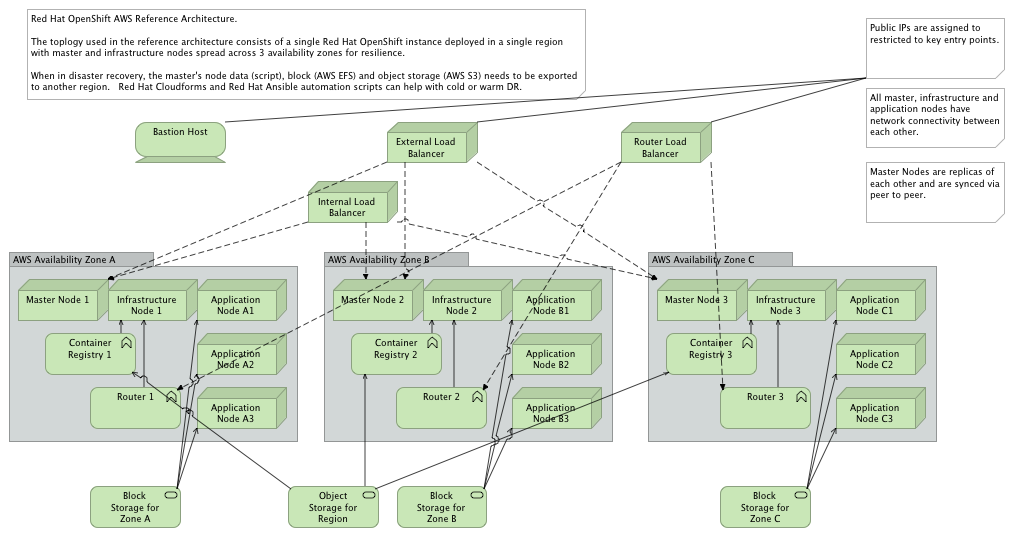 Red Hat OpenShift AWS Reference Architecture.
The toplogy used in the reference architecture consists of a single Red Hat OpenShift instance deployed in a single region
with master and infrastructure nodes spread across 3 availability zones for resilience.
When in disaster recovery, the master's node data (script), block (AWS EFS) and object storage (AWS S3) needs to be exported
to another region.   Red Hat Cloudforms and Red Hat Ansible automation scripts can help with cold or warm DR.
Public IPs are assigned to
restricted to key entry points.
All master, infrastructure and
application nodes have
network connectivity between
each other.
Master Nodes are replicas of
each other and are synced via
peer to peer.
Bastion Host
External Load
Balancer
Router Load
Balancer
Internal Load
Balancer
AWS Availability Zone A
Master Node 1
Infrastructure
Node 1
Application
Node A1
Container
Registry 1
Application
Node A2
Router 1
Application
Node A3
AWS Availability Zone B
Master Node 2
Infrastructure
Node 2
Application
Node B1
Container
Registry 2
Application
Node B2
Router 2
Application
Node B3
AWS Availability Zone C
Master Node 3
Infrastructure
Node 3
Application
Node C1
Container
Registry 3
Application
Node C2
Router 3
Application
Node C3
Block
Storage for
Zone A
Object
Storage for
Region
Block
Storage for
Zone B
Block
Storage for
Zone C